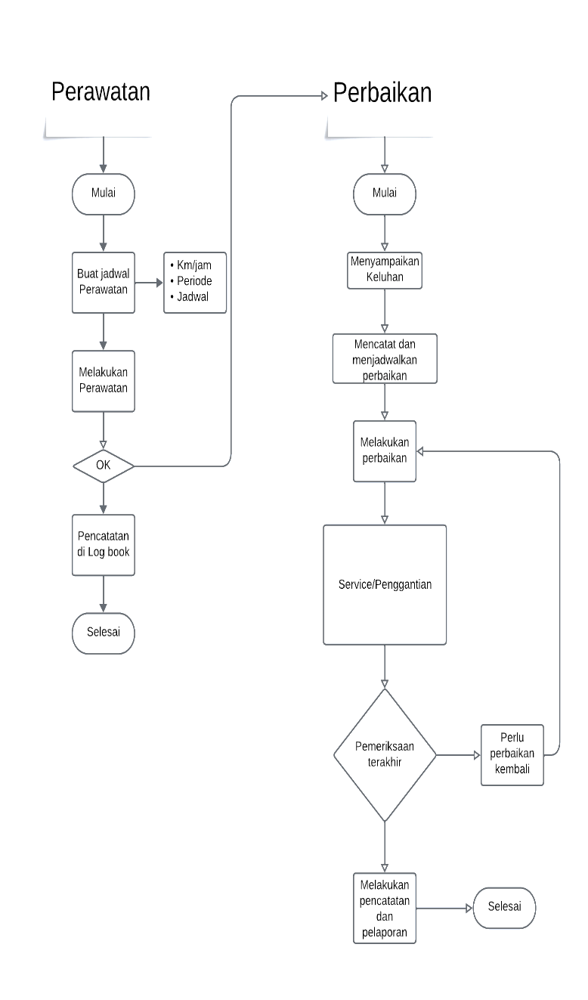 Perawatan
Mulai
Buat jadwal
Perawatan
• Km/jam
• Periode
• Jadwal
Melakukan
Perawatan
OK
Pencatatan
di Log book
Selesai
Perbaikan
Mulai
Menyampaikan
Keluhan
Mencatat dan
menjadwalkan
perbaikan
Melakukan
perbaikan
Service/Penggantian
Pemeriksaan
terakhir
Perlu
perbaikan
kembali
Melakukan
pencatatan
dan
pelaporan
Selesai